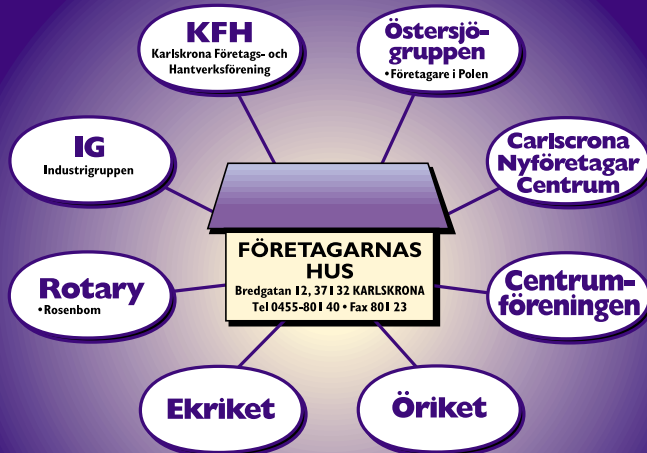 KFH
Karlskrona Företags- och
Hantverksförening
Östersjö-
gruppen
•Företagare i Polen
IG
Industrigruppen
Carlscrona
Nyföretagar
Centrum
FÖRETAGARNAS
HUS
Bredgatan 12, 371 32 KARLSKRONA
Tel 0455-801 40 • Fax 801 23
Rotary
•Rosenbom
Centrum-
föreningen
Ekriket
Öriket